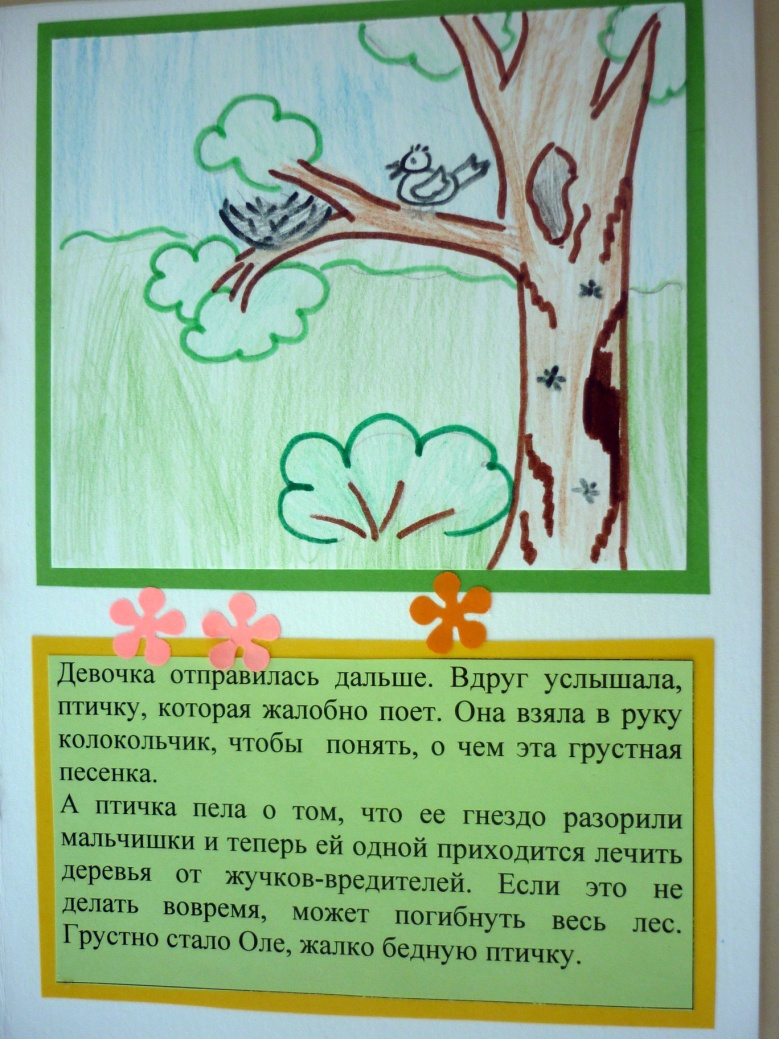 Девочка отправилась дальше. Вдруг услышала,
птичку, которая жалобно поет. Она взяла в руку
колокольчик, чтобы понять, о чем эта грустная
песенка.
А птичка пела о том, что ее гнездо разорили
мальчишки и теперь ей одной приходится лечить
деревья от жучков-вредителей. Если это не
делать вовремя, может погибнуть весь лес.
Грустно стало Оле, жалко бедную птичку.